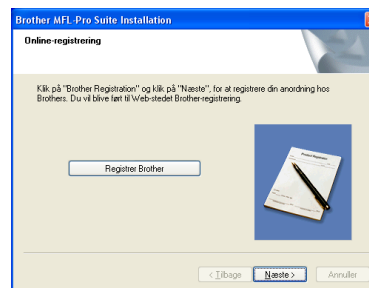 Brother MFL-Pro Suite Installation
Online-registrering
Klik på "Brother Registration" og klik på "Næste", for at registrere din anordning hos
Brothers. Du vil blive ført til Web-stedet Brother-registrering.
Registrer Brother
< Tilbage
Næste >
Annuller